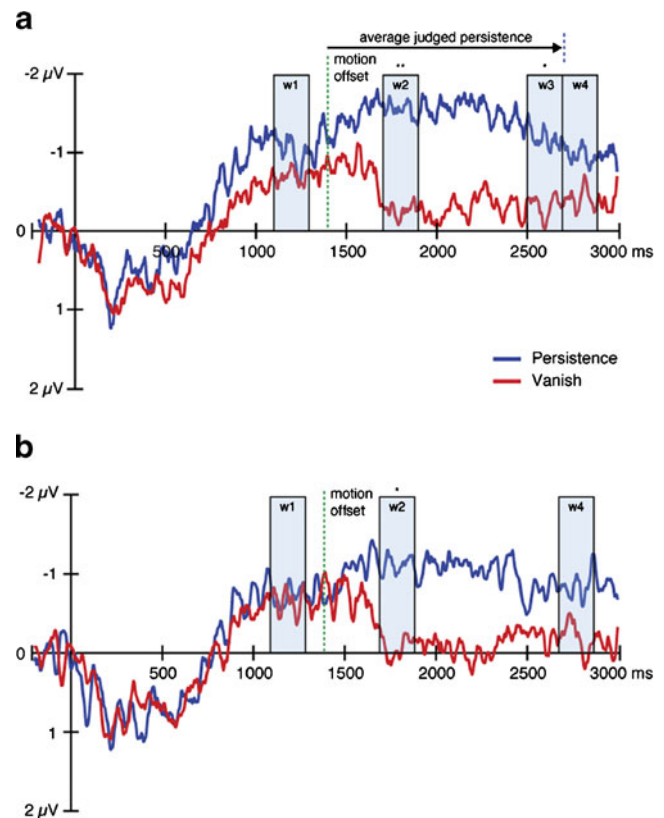 a
average judged persistence
-2 µV
motion
offset
w1
••
w2
•
w3
w4
-1
0
500
1000
1500
2000
2500
3000 ms
1
Persistence
Vanish
2 µV
b
-2 µV
motion
offset
w1
•
w2
w4
-1
0
500
1000
1500
2000
2500
3000 ms
1
2 µV